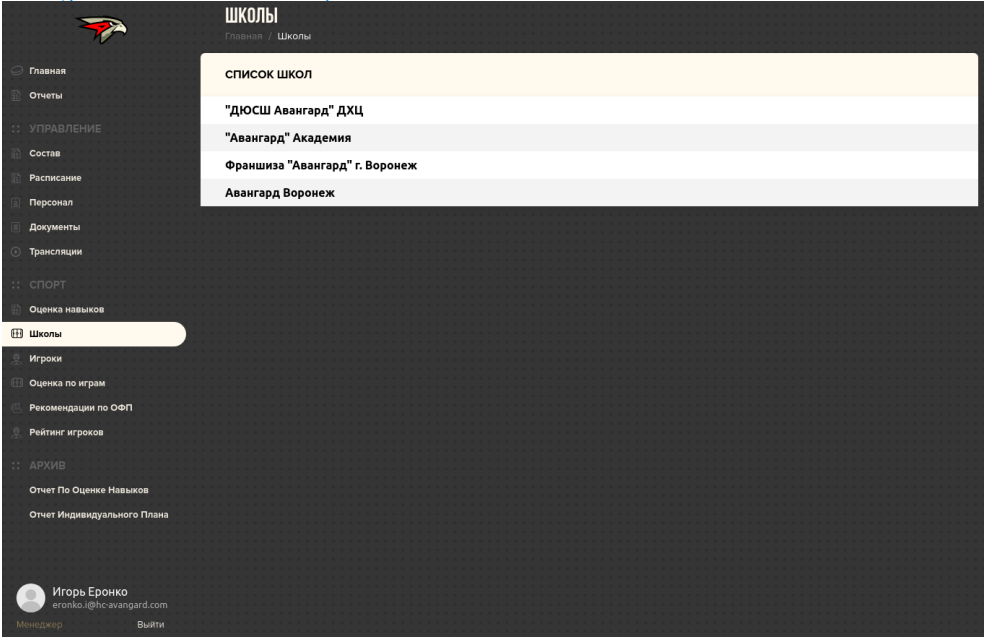 ШКОЛЫ
Главная / Школы
Главная
Отчеты
УПРАВЛЕНИЕ
Состав
Расписание
Персонал
Документы
Трансляции
СПОРТ
Оценка навыков
Школы
Игроки
Оценка по играм
Рекомендации по ОФП
Рейтинг игроков
АРХИВ
Отчет По Оценке Навыков
Отчет Индивидуального Плана
Игорь Еронко
eronko.i@hc-avangard.com
Менеджер Выйти
СПИСОК ШКОЛ
"ДЮСШ Авангард" ДХЦ
"Авангард" Академия
Франшиза "Авангард" г. Воронеж
Авангард Воронеж